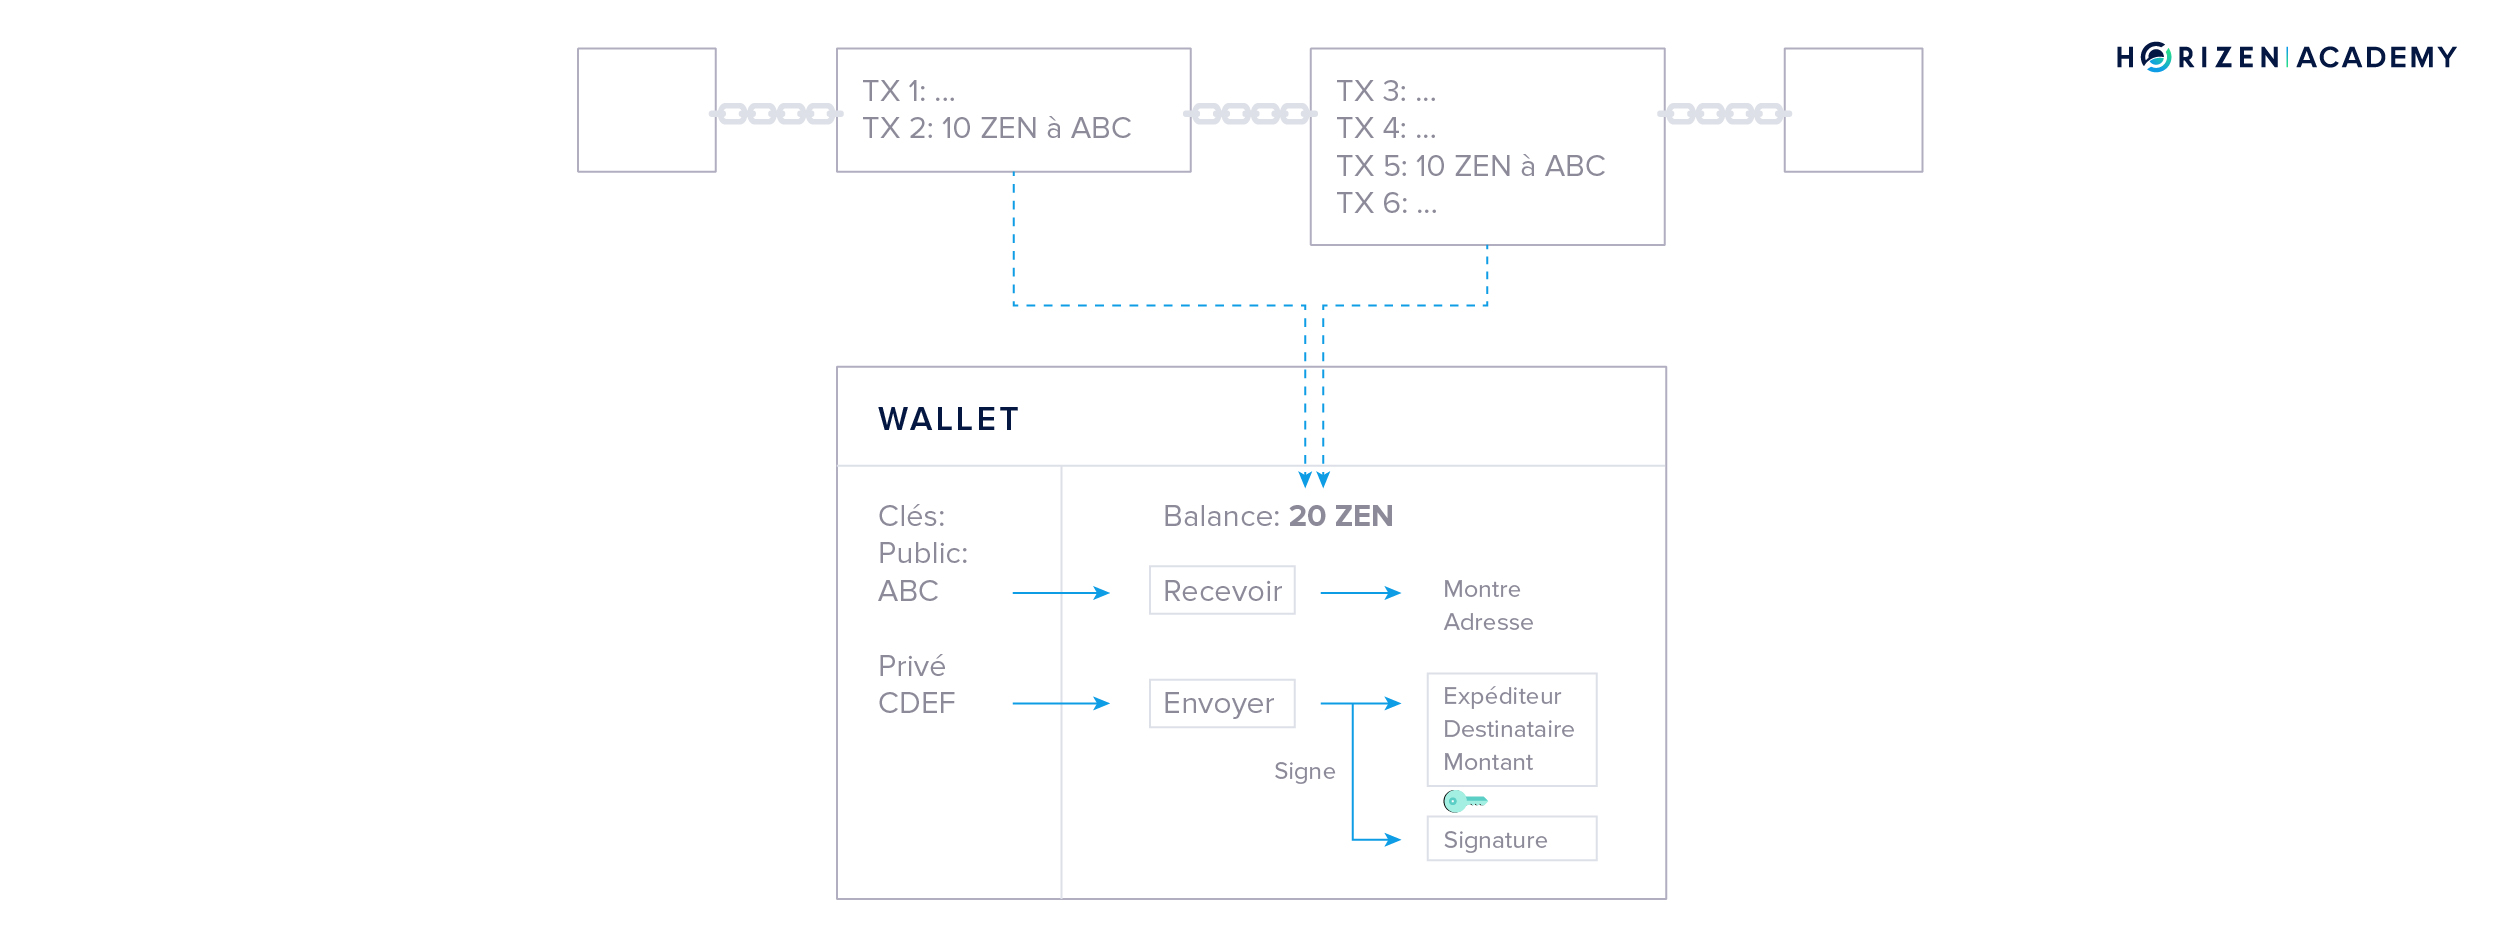 HORIZEN | ACADEMY
TX 1: ...
TX 2: 10 ZEN à ABC
TX 3: ...
TX 4: ...
TX 5: 10 ZEN à ABC
TX 6: ...
WALLET
Clés:
Public:
ABC
Privé
CDEF
Balance: 20 ZEN
Recevoir
Montre
Adresse
Envoyer
Expéditeur
Destinataire
Montant
Signe
Signature